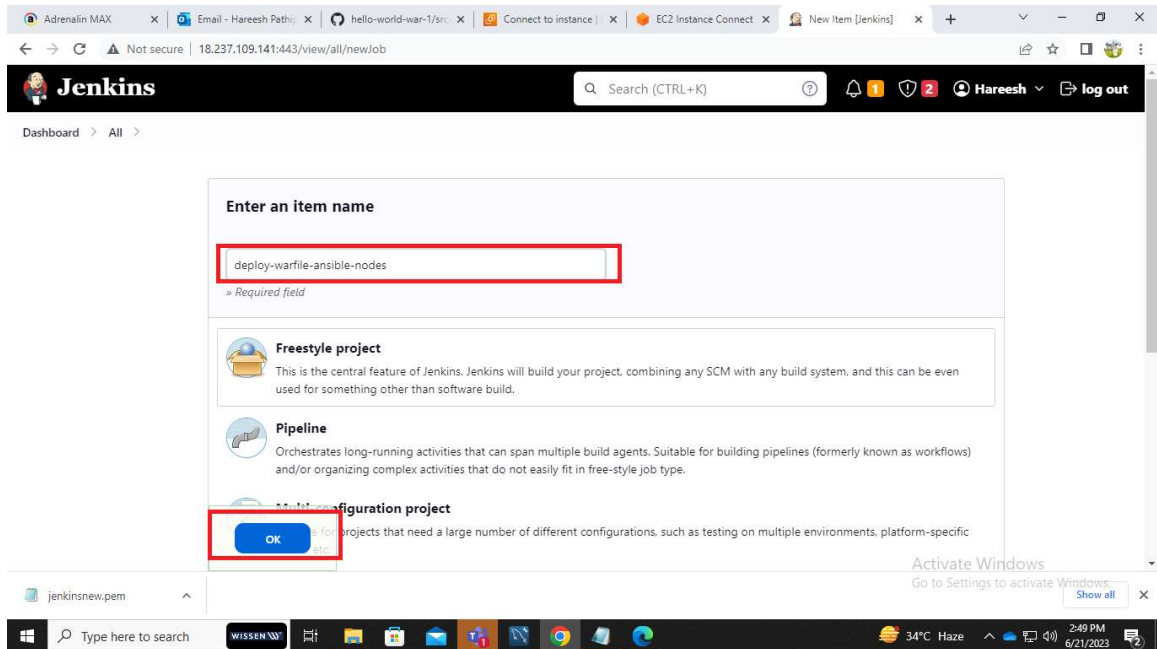 Adrenalin MAX
Email - Hareesh Pathip
hello-world-war-1/src
Connect to instance |
EC2 Instance Connect
New Item [Jenkins]
Not secure | 18.237.109.141:443/view/all/newJob
Jenkins
Search (CTRL+K)
1
2
Hareesh
log out
Dashboard > All >
Enter an item name
deploy-warfile-ansible-nodes
» Required field
Freestyle project
This is the central feature of Jenkins. Jenkins will build your project, combining any SCM with any build system, and this can be even
used for something other than software build.
Pipeline
Orchestrates long-running activities that can span multiple build agents. Suitable for building pipelines (formerly known as workflows)
and/or organizing complex activities that do not easily fit in free-style job type.
Multi-configuration project
for projects that need a large number of different configurations, such as testing on multiple environments, platform-specific
etc.
OK
Activate Windows
Go to Settings to activate Windows.
jenkinsnew.pem
Show all
Type here to search
WISSEN
34°C Haze
2:49 PM
6/21/2023
2